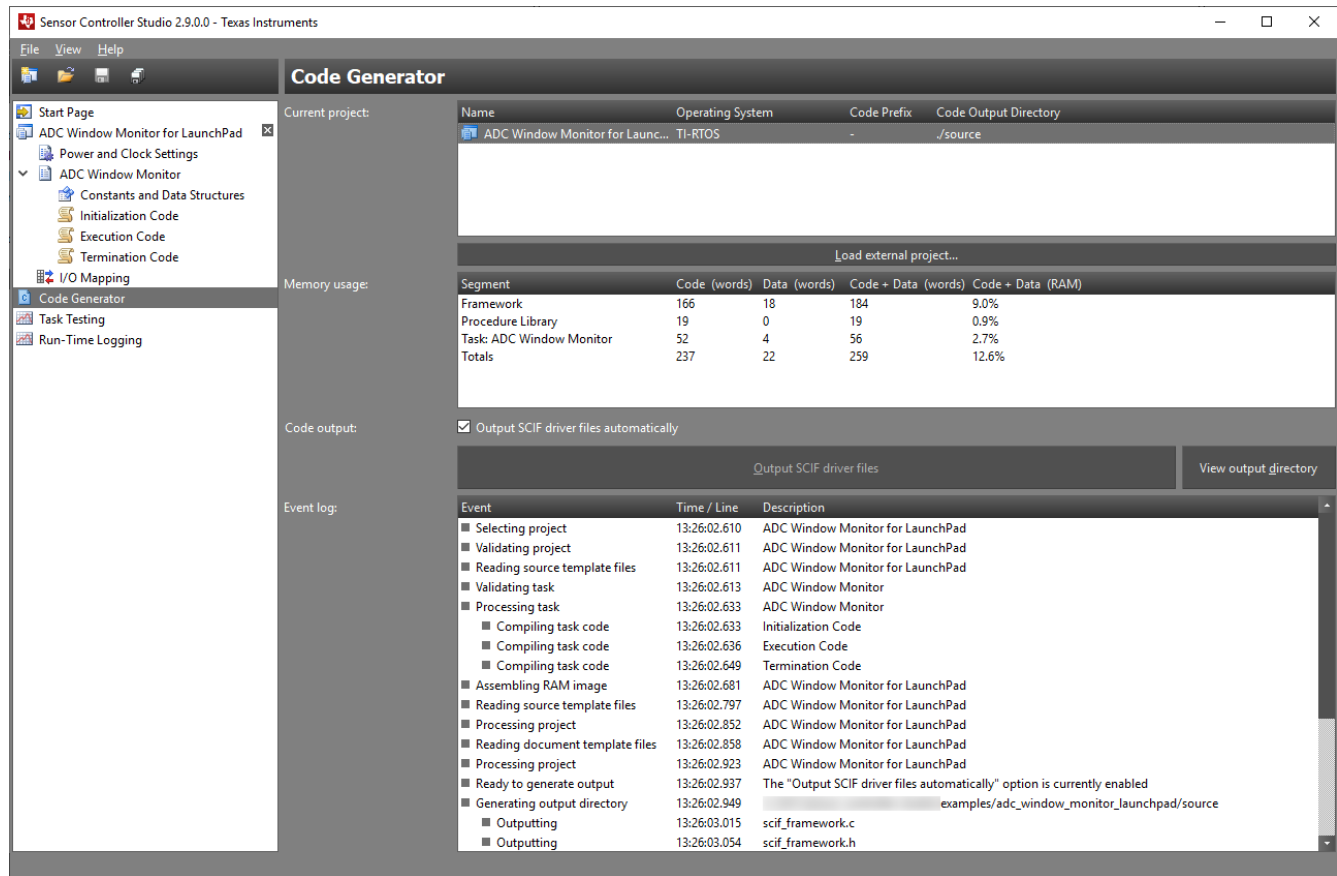 Sensor Controller Studio 2.9.0.0 - Texas Instruments
File View Help
Code Generator
Start Page
ADC Window Monitor for LaunchPad
Power and Clock Settings
ADC Window Monitor
Constants and Data Structures
Initialization Code
Execution Code
Termination Code
I/O Mapping
Code Generator
Task Testing
Run-Time Logging
Current project:
Name Operating System Code Prefix Code Output Directory
ADC Window Monitor for Launc... TI-RTOS - ./source
Load external project...
Memory usage:
Segment Code (words) Data (words) Code + Data (words) Code + Data (RAM)
Framework 166 18 184 9.0%
Procedure Library 19 0 19 0.9%
Task: ADC Window Monitor 52 4 56 2.7%
Totals 237 22 259 12.6%
Code output:
Output SCIF driver files automatically
Output SCIF driver files
View output directory
Event log:
Event Time / Line Description
Selecting project 13:26:02.610 ADC Window Monitor for LaunchPad
Validating project 13:26:02.611 ADC Window Monitor for LaunchPad
Reading source template files 13:26:02.611 ADC Window Monitor for LaunchPad
Validating task 13:26:02.613 ADC Window Monitor
Processing task 13:26:02.633 ADC Window Monitor
Compiling task code 13:26:02.633 Initialization Code
Compiling task code 13:26:02.636 Execution Code
Compiling task code 13:26:02.649 Termination Code
Assembling RAM image 13:26:02.681 ADC Window Monitor for LaunchPad
Reading source template files 13:26:02.797 ADC Window Monitor for LaunchPad
Processing project 13:26:02.852 ADC Window Monitor for LaunchPad
Reading document template files 13:26:02.858 ADC Window Monitor for LaunchPad
Processing project 13:26:02.923 ADC Window Monitor for LaunchPad
Ready to generate output 13:26:02.937 The "Output SCIF driver files automatically" option is currently enabled
Generating output directory 13:26:02.949 examples/adc_window_monitor_launchpad/source
Outputting 13:26:03.015 scif_framework.c
Outputting 13:26:03.054 scif_framework.h